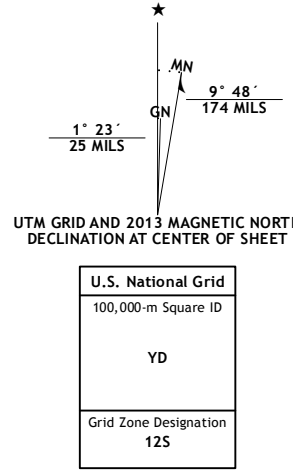 ★
MN
GN
9° 48´
174 MILS
1° 23´
25 MILS
UTM GRID AND 2013 MAGNETIC NORT
DECLINATION AT CENTER OF SHEET
U.S. National Grid
100,000-m Square ID
YD
Grid Zone Designation
12S